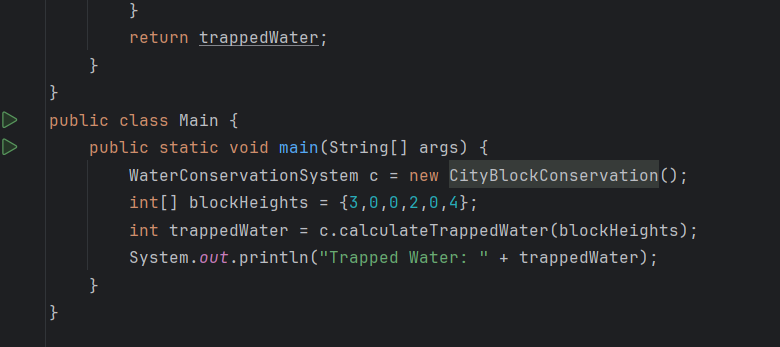 }
return trappedWater;
}
}
public class Main {
public static void main(String[] args) {
WaterConservationSystem c = new CityBlockConservation();
int[] blockHeights = {3,0,0,2,0,4};
int trappedWater = c.calculateTrappedWater(blockHeights);
System.out.println("Trapped Water: " + trappedWater);
}
}